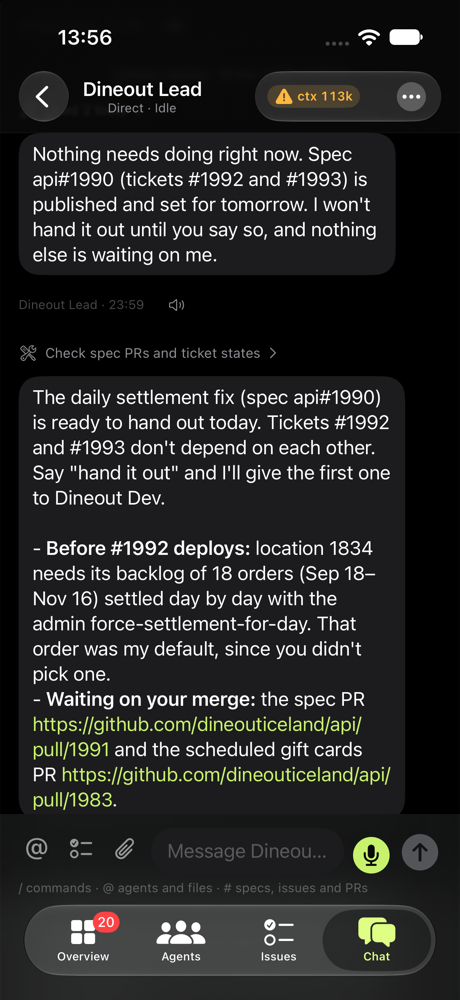 13:56
Dineout Lead
Direct · Idle
ctx 113k
Nothing needs doing right now. Spec
api#1990 (tickets #1992 and #1993) is
published and set for tomorrow. I won't
hand it out until you say so, and nothing
else is waiting on me.
Dineout Lead · 23:59
Check spec PRs and ticket states
The daily settlement fix (spec api#1990)
is ready to hand out today. Tickets #1992
and #1993 don't depend on each other.
Say "hand it out" and I'll give the first one
to Dineout Dev.
- Before #1992 deploys: location 1834
needs its backlog of 18 orders (Sep 18–
Nov 16) settled day by day with the
admin force-settlement-for-day. That
order was my default, since you didn't
pick one.
- Waiting on your merge: the spec PR
https://github.com/dineouticeland/api/
pull/1991 and the scheduled gift cards
PR https://github.com/dineouticeland/api/
pull/1983.
Message Dineou...
/ commands · @ agents and files · # specs, issues and PRs
20
Overview
Agents
Issues
Chat